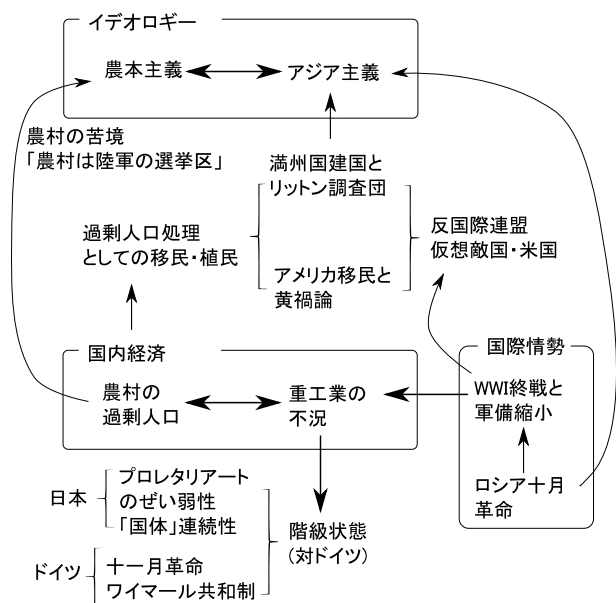 イデオロギー
農本主義
アジア主義
農村の苦境
「農村は陸軍の選挙区」
満州国建国と
リットン調査団
過剰人口処理
としての移民・植民
アメリカ移民と
黄禍論
反国際連盟
仮想敵国・米国
国内経済
農村の
過剰人口
重工業の
不況
国際情勢
WWI終戦と
軍備縮小
ロシア十月
革命
日本
プロレタリアート
のぜい弱性
「国体」連続性
ドイツ
十一月革命
ワイマール共和制
階級状態
(対ドイツ)